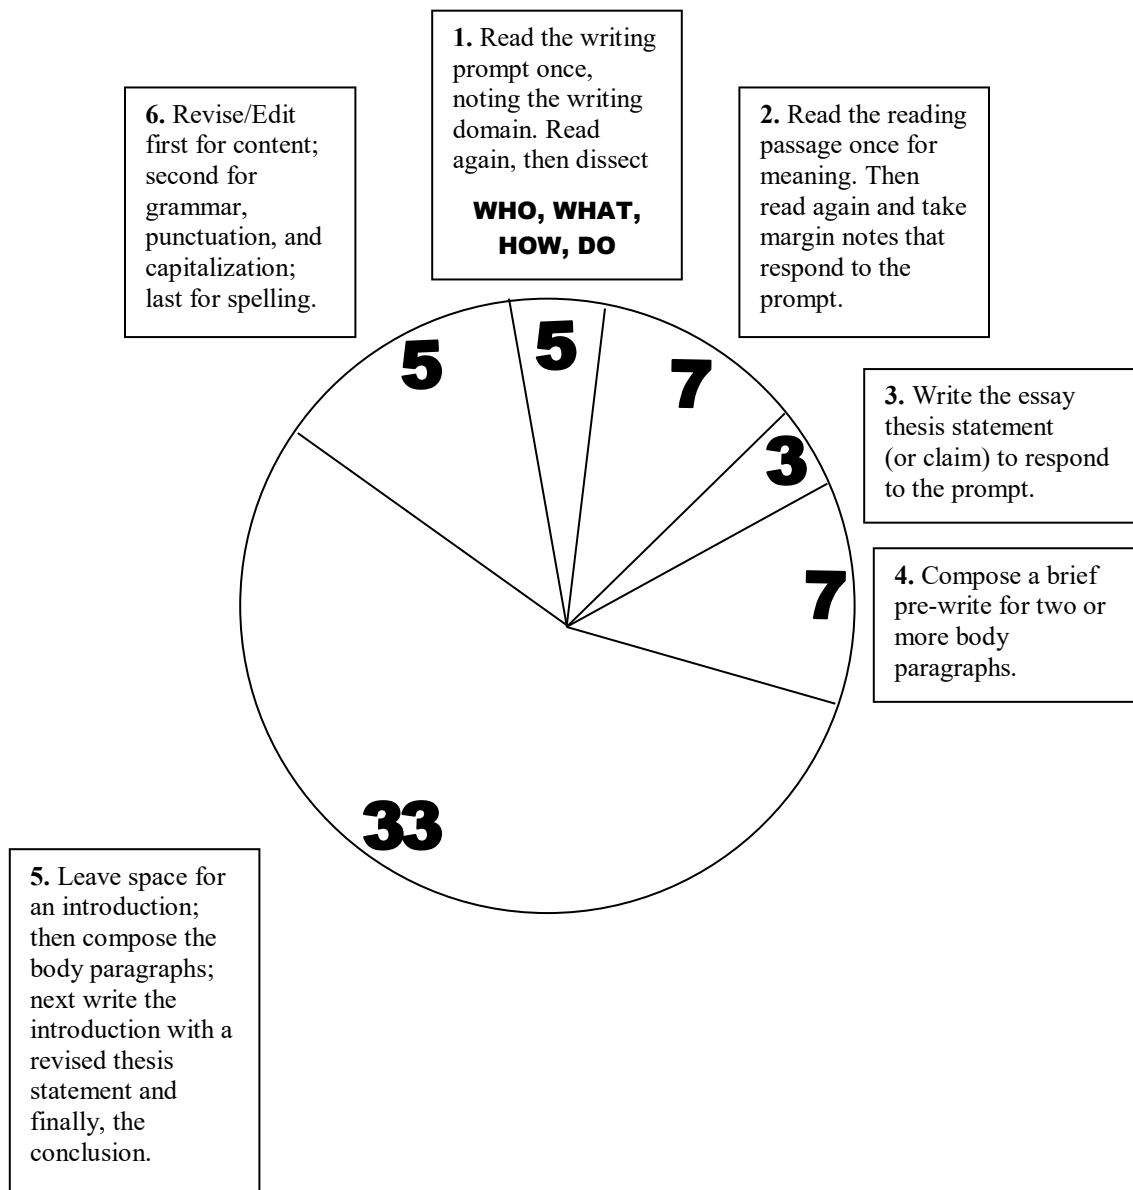 1. Read the writing
prompt once,
noting the writing
domain. Read
again, then dissect
WHO, WHAT,
HOW, DO
2. Read the reading
passage once for
meaning. Then
read again and take
margin notes that
respond to the
prompt.
3. Write the essay
thesis statement
(or claim) to respond
to the prompt.
4. Compose a brief
pre-write for two or
more body
paragraphs.
5. Leave space for
an introduction;
then compose the
body paragraphs;
next write the
introduction with a
revised thesis
statement and
finally, the
conclusion.
6. Revise/Edit
first for content;
second for
grammar,
punctuation, and
capitalization;
last for spelling.
5
7
3
7
33
5